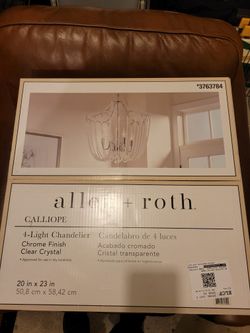 #3763784
allen + roth
CALLIOPE
4-Light Chandelier
Candelabro de 4 luces
Chrome Finish
Acabado cromado
Clear Crystal
Cristal transparente
20 in x 23 in
50,8 cm x 58,42 cm